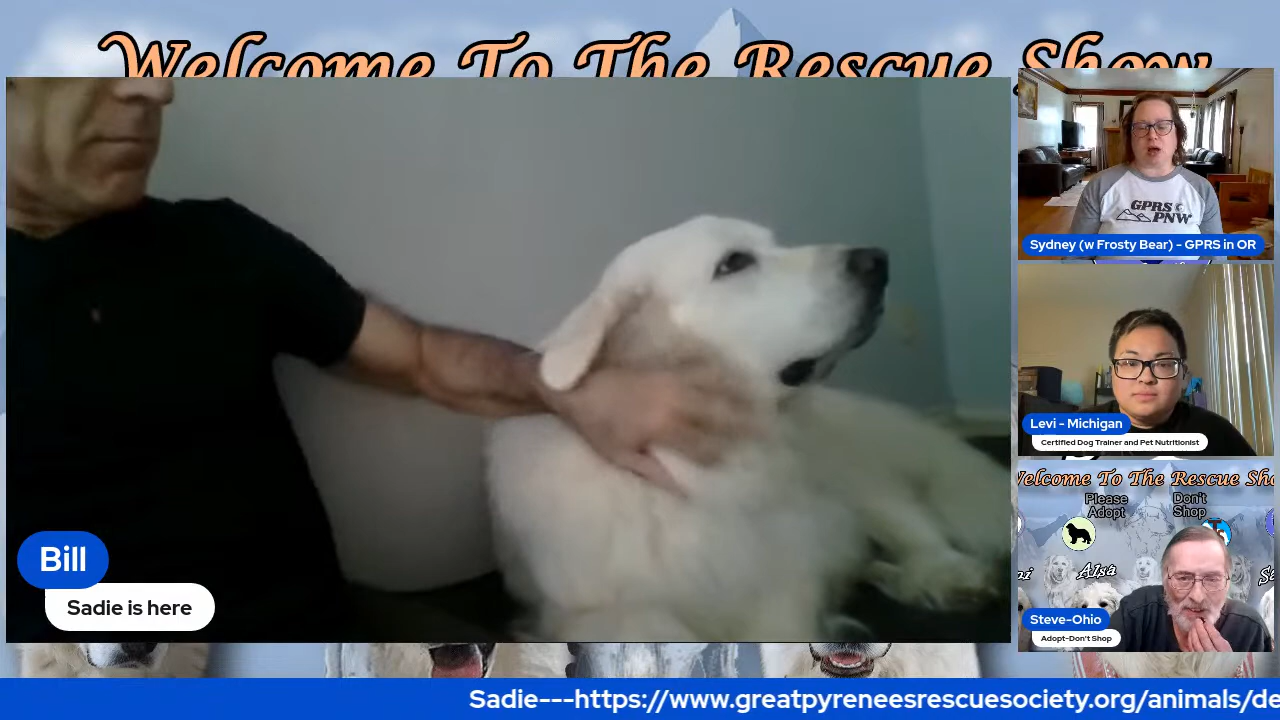 Welcome To The Rescue Show
GPRS
PNW
Sydney (w Frosty Bear) - GPRS in OR
Levi - Michigan
Certified Dog Trainer and Pet Nutritionist
Welcome To The Rescue Sho
Please
Adopt
Don't
Shop
Alsa
Steve-Ohio
Adopt-Don't Shop
Bill
Sadie is here
Sadie---https://www.greatpyreneesrescuesociety.org/animals/de